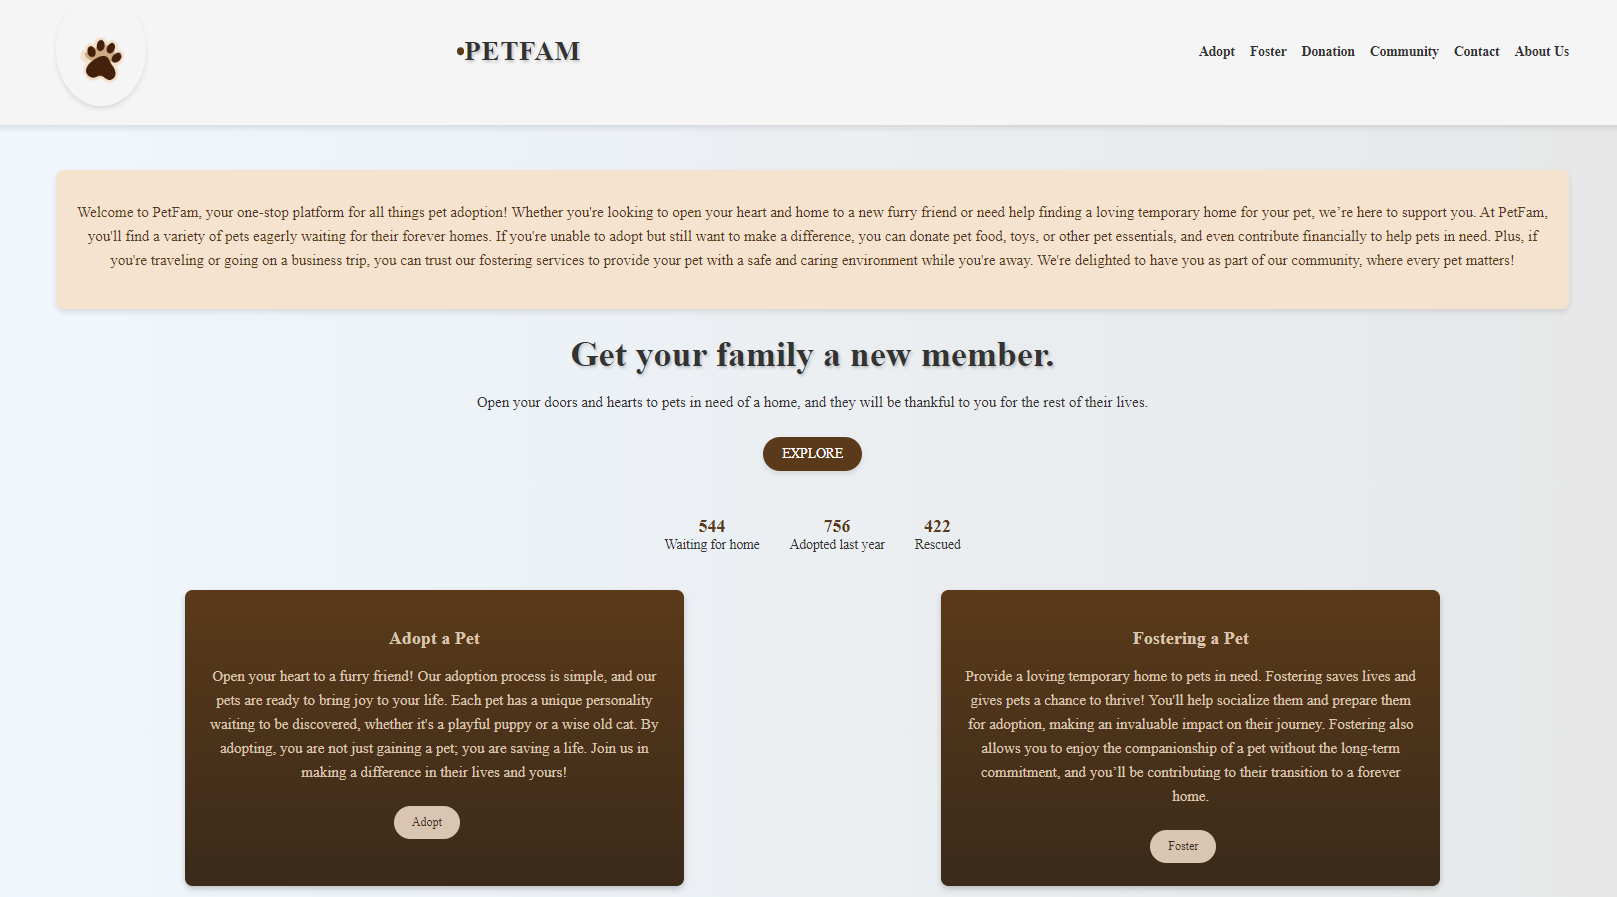 •PETFAM
Adopt Foster Donation Community Contact About Us
Welcome to PetFam, your one-stop platform for all things pet adoption! Whether you're looking to open your heart and home to a new furry friend or need help finding a loving temporary home for your pet, we’re here to support you. At PetFam,
you'll find a variety of pets eagerly waiting for their forever homes. If you're unable to adopt but still want to make a difference, you can donate pet food, toys, or other pet essentials, and even contribute financially to help pets in need. Plus, if
you're traveling or going on a business trip, you can trust our fostering services to provide your pet with a safe and caring environment while you're away. We're delighted to have you as part of our community, where every pet matters!
Get your family a new member.
Open your doors and hearts to pets in need of a home, and they will be thankful to you for the rest of their lives.
EXPLORE
544
Waiting for home
756
Adopted last year
422
Rescued
Adopt a Pet
Open your heart to a furry friend! Our adoption process is simple, and our
pets are ready to bring joy to your life. Each pet has a unique personality
waiting to be discovered, whether it's a playful puppy or a wise old cat. By
adopting, you are not just gaining a pet; you are saving a life. Join us in
making a difference in their lives and yours!
Adopt
Fostering a Pet
Provide a loving temporary home to pets in need. Fostering saves lives and
gives pets a chance to thrive! You'll help socialize them and prepare them
for adoption, making an invaluable impact on their journey. Fostering also
allows you to enjoy the companionship of a pet without the long-term
commitment, and you’ll be contributing to their transition to a forever
home.
Foster